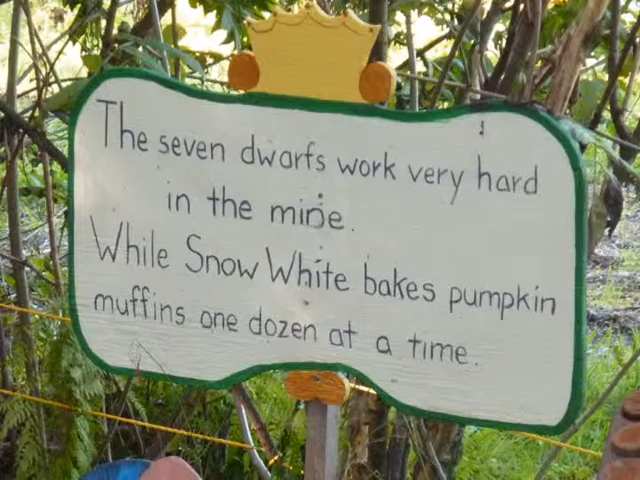 The seven dwarfs work very hard
in the mine.
While Snow White bakes pumpkin
muffins one dozen at a time.